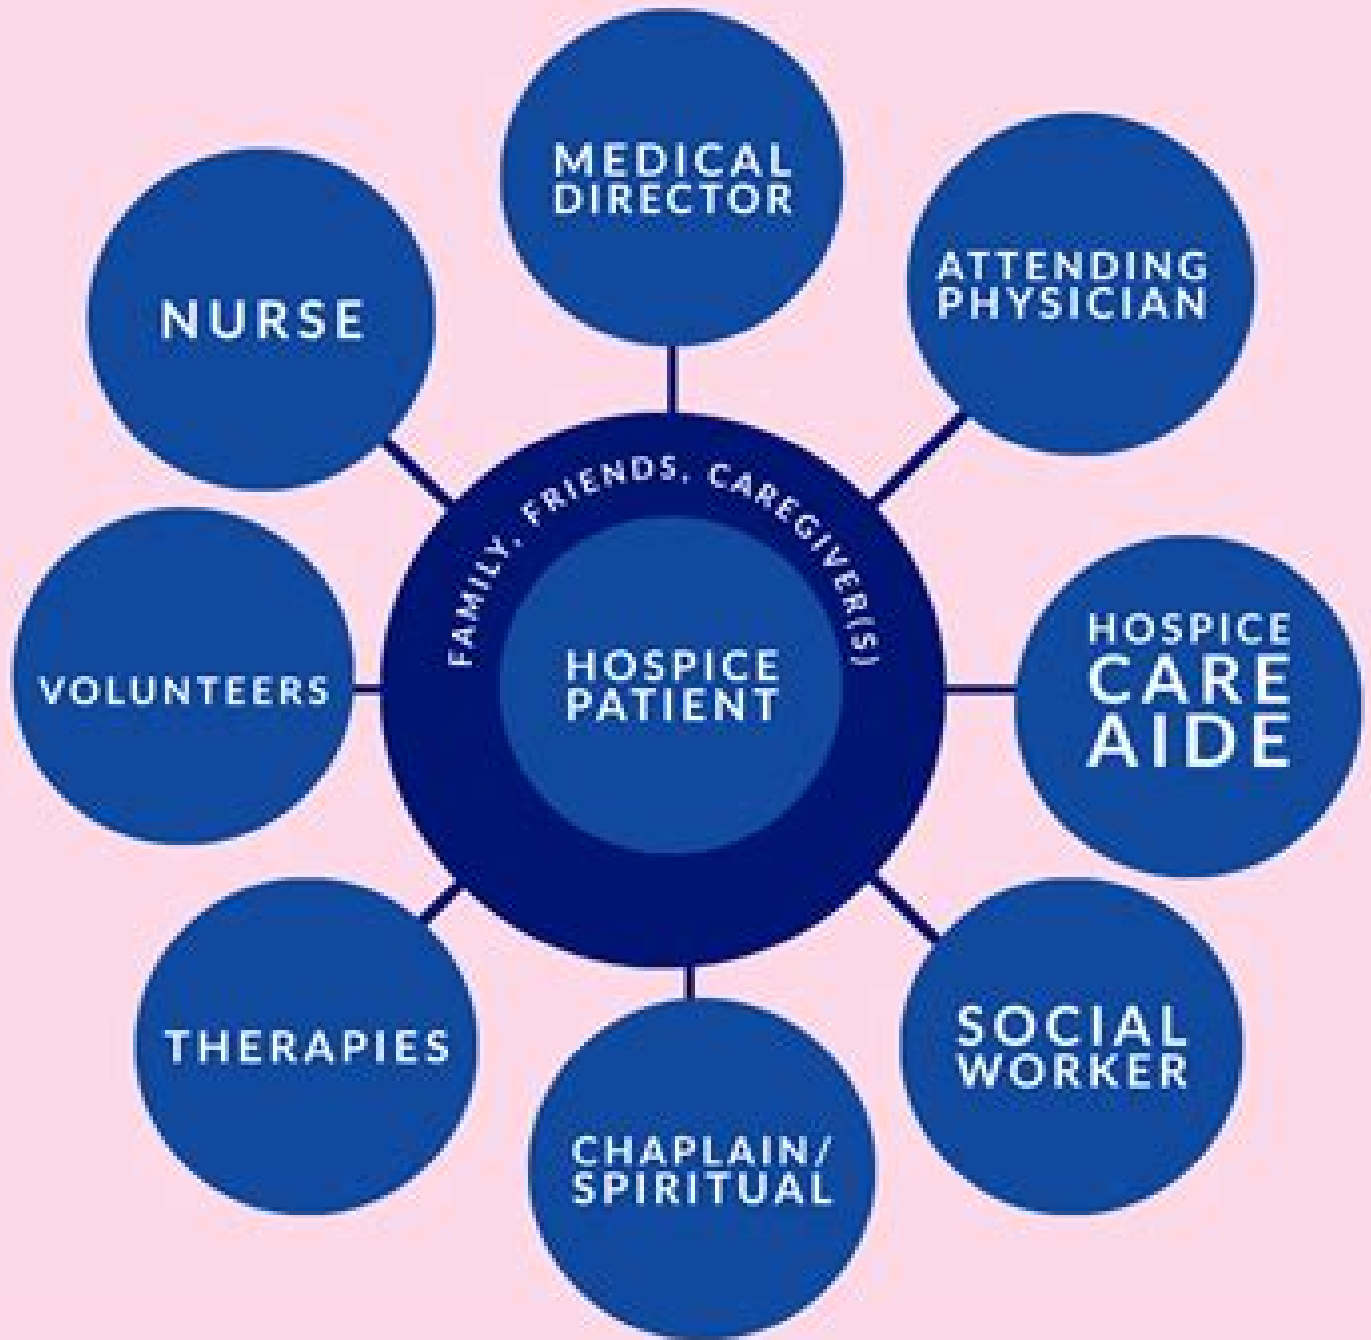 MEDICAL
DIRECTOR
ATTENDING
PHYSICIAN
NURSE
FAMILY, FRIENDS, CAREGIVER(S)
HOSPICE
PATIENT
HOSPICE
CARE
AIDE
VOLUNTEERS
SOCIAL
WORKER
THERAPIES
CHAPLAIN/
SPIRITUAL